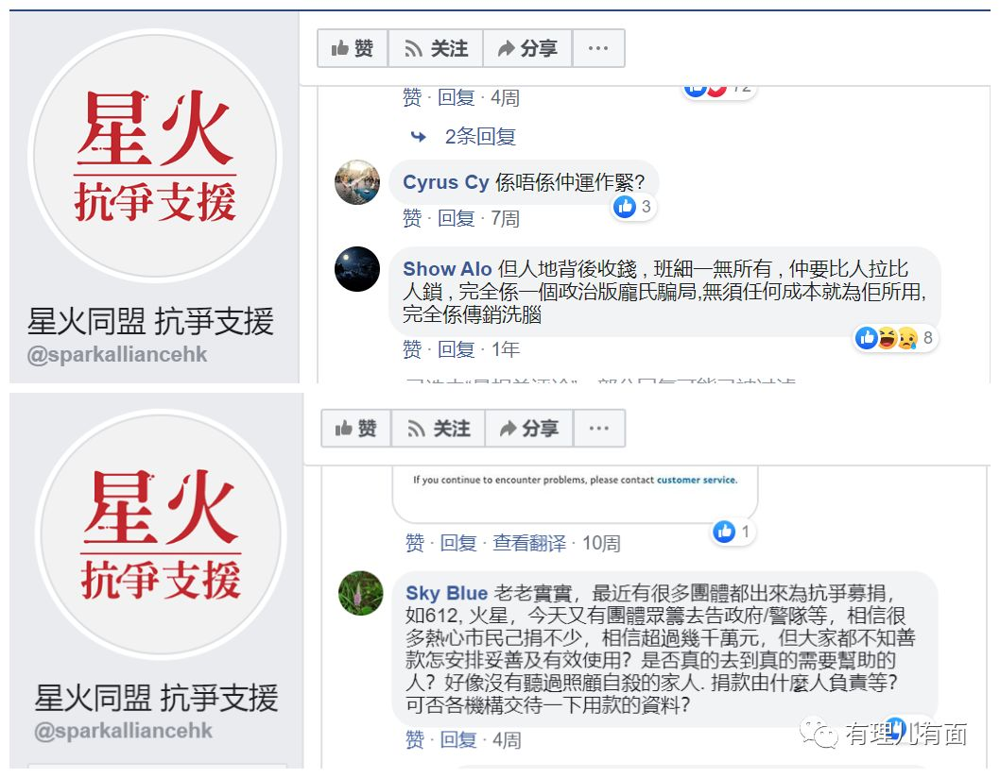 赞 关注 分享 ···
星火
抗爭支援
星火同盟 抗爭支援
@sparkalliancehk
72
赞 · 回复 · 4周
2条回复
Cyrus Cy 係唔係仲運作緊?
3
赞 · 回复 · 7周
Show Alo 但人地背後收錢 , 班細一無所有 , 仲要比人拉比
人鎖 , 完全係一個政治版龐氏騙局,無須任何成本就為佢所用,
完全係傳銷洗腦
8
赞 · 回复 · 1年
赞 关注 分享 ···
星火
抗爭支援
星火同盟 抗爭支援
@sparkalliancehk
If you continue to encounter problems, please contact customer service.
1
赞 · 回复 · 查看翻译 · 10周
Sky Blue 老老實實，最近有很多團體都出來為抗爭募捐，
如612, 火星，今天又有團體眾籌去告政府/警隊等，相信很
多熱心市民己捐不少，相信超過幾千萬元，但大家都不知善
款怎安排妥善及有效使用？是否真的去到真的需要幫助的
人？好像沒有聽過照顧自殺的家人. 捐款由什麼人負責等？
可否各機構交待一下用款的資料？
赞 · 回复 · 4周
有理儿有面